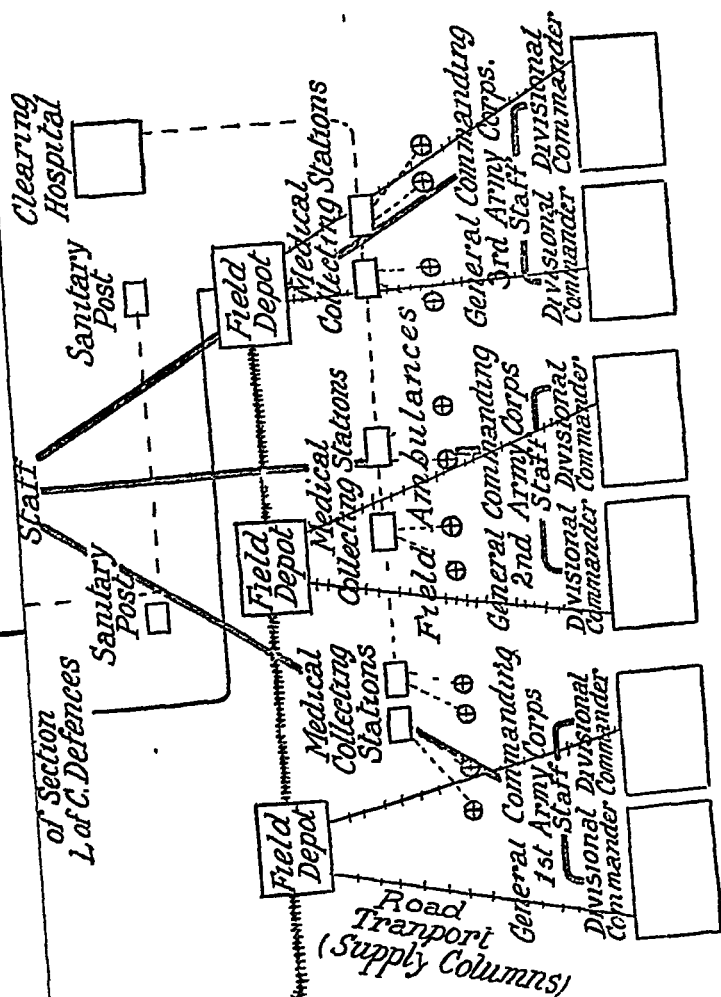 Clearing
Hospital
Sanitary
Post
Staff
Sanitary
Post
of Section
L. of C. Defences
Field
Depot
Field
Depot
Field
Depot
Medical
Collecting Stations
Medical
Collecting Stations
Medical
Collecting
Stations
Field Ambulances
General Commanding
3rd Army Corps.
Staff
Divisional
Commander
Divisional
Commander
General Commanding
2nd Army Corps
Staff
Divisional
Commander
Divisional
Commander
General Commanding
1st Army Corps
Staff
Divisional
Commander
Divisional
Commander
Road
Tranport
(Supply Columns)